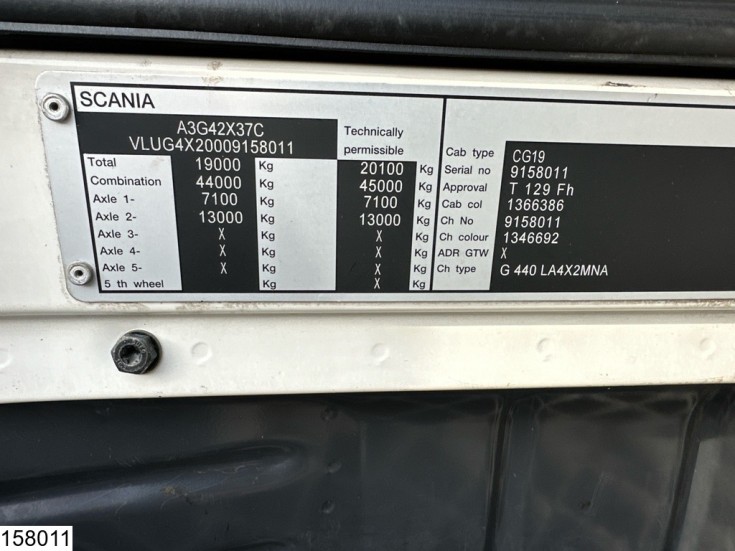 SCANIA
A3G42X37C
VLUG4X20009158011
Technically
permissible
Total 19000 Kg 20100 Kg
Combination 44000 Kg 45000 Kg
Axle 1- 7100 Kg 7100 Kg
Axle 2- 13000 Kg 13000 Kg
Axle 3- X Kg X Kg
Axle 4- X Kg X Kg
Axle 5- X Kg X Kg
5 th wheel Kg X Kg
Cab type CG19
Serial no 9158011
Approval T 129 Fh
Cab col 1366386
Ch No 9158011
Ch colour 1346692
ADR GTW X
Ch type G 440 LA4X2MNA
158011